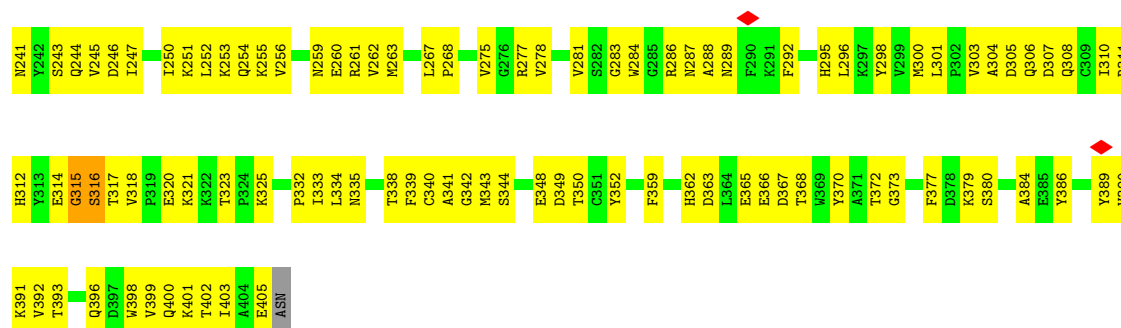 N241 Y242 S243 Q244 V245 D246 I247 I250 K251 L252 K253 Q254 K255 V256 N259 E260 R261 V262 M263 L267 P268 V275 G276 R277 V278 V281 S282 G283 W284 G285 R286 N287 A288 N289 F290 K291 F292 H295 L296 K297 Y298 V299 M300 L301 P302 V303 A304 D305 Q306 D307 Q308 C309 I310
H312 Y313 E314 G315 S316 T317 V318 P319 E320 K321 K322 T323 P324 K325 P332 I333 L334 N335 T338 F339 C340 A341 G342 M343 S344 E348 D349 T350 C351 Y352 F359 H362 D363 L364 E365 E366 D367 T368 W369 Y370 A371 T372 G373 F377 D378 K379 S380 A384 E385 Y386 Y389
K391 V392 T393 Q396 D397 W398 V399 Q400 K401 T402 I403 A404 E405 ASN